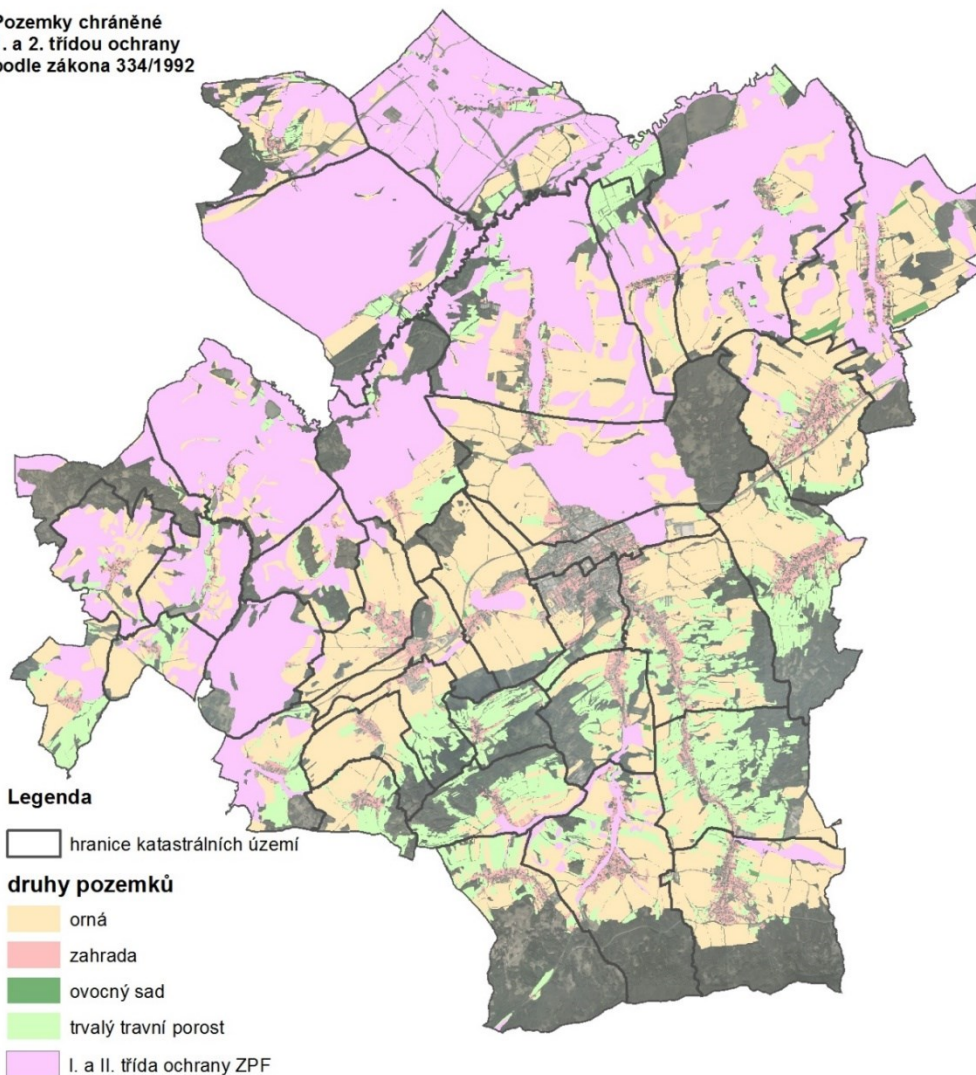 Pozemky chráněné
1. a 2. třídou ochrany
podle zákona 334/1992
Legenda
hranice katastrálních území
druhy pozemků
orná
zahrada
ovocný sad
trvalý travní porost
I. a II. třída ochrany ZPF